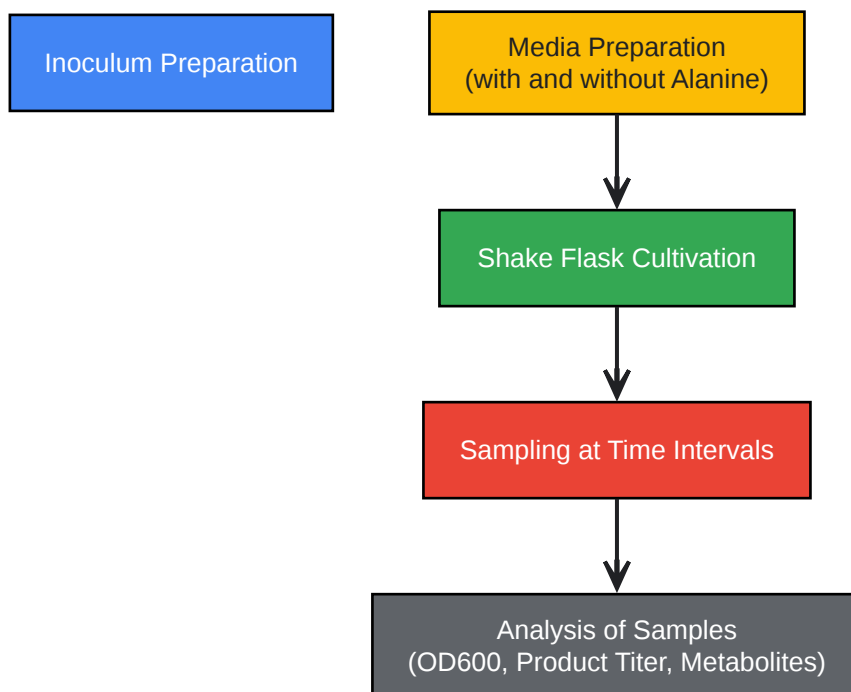 Inoculum Preparation
Media Preparation
(with and without Alanine)
Shake Flask Cultivation
Sampling at Time Intervals
Analysis of Samples
(OD600, Product Titer, Metabolites)